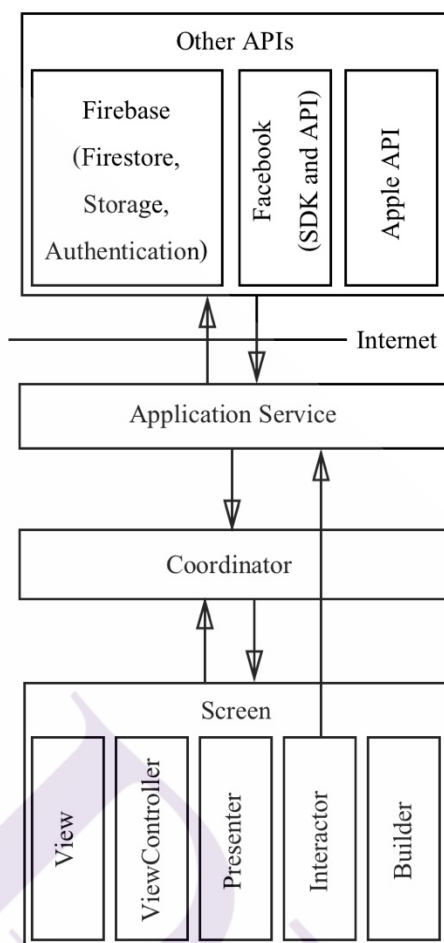 Other APIs
Firebase
(Firestore,
Storage,
Authentication)
Facebook
(SDK and API)
Apple API
Internet
Application Service
Coordinator
Screen
View
ViewController
Presenter
Interactor
Builder